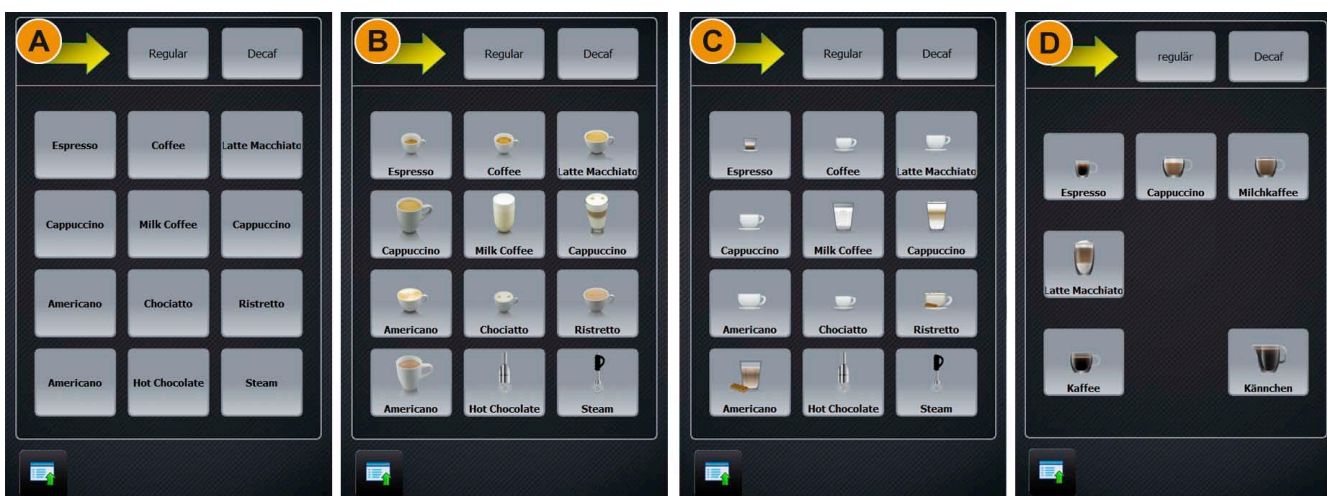 A
Regular Decaf
Espresso Coffee Latte Macchiato
Cappuccino Milk Coffee Cappuccino
Americano Chociatto Ristretto
Americano Hot Chocolate Steam
B
Regular Decaf
Espresso Coffee Latte Macchiato
Cappuccino Milk Coffee Cappuccino
Americano Chociatto Ristretto
Americano Hot Chocolate Steam
C
Regular Decaf
Espresso Coffee Latte Macchiato
Cappuccino Milk Coffee Cappuccino
Americano Chociatto Ristretto
Americano Hot Chocolate Steam
D
regulär Decaf
Espresso Cappuccino Milchkaffee
Latte Macchiato
Kaffee Kännchen